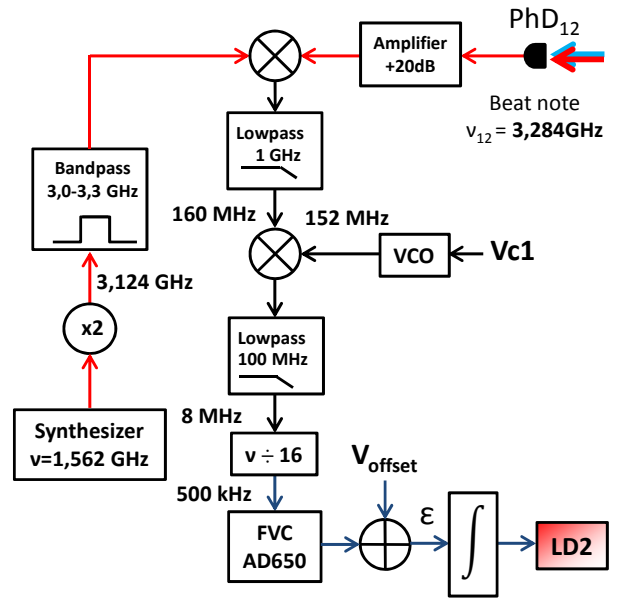 PhD12
Amplifier
+20dB
Beat note
ν12 = 3,284GHz
Lowpass
1 GHz
Bandpass
3,0-3,3 GHz
160 MHz
152 MHz
VCO
Vc1
3,124 GHz
x2
Lowpass
100 MHz
Synthesizer
ν=1,562 GHz
8 MHz
ν ÷ 16
Voffset
500 kHz
FVC
AD650
ε
∫
LD2